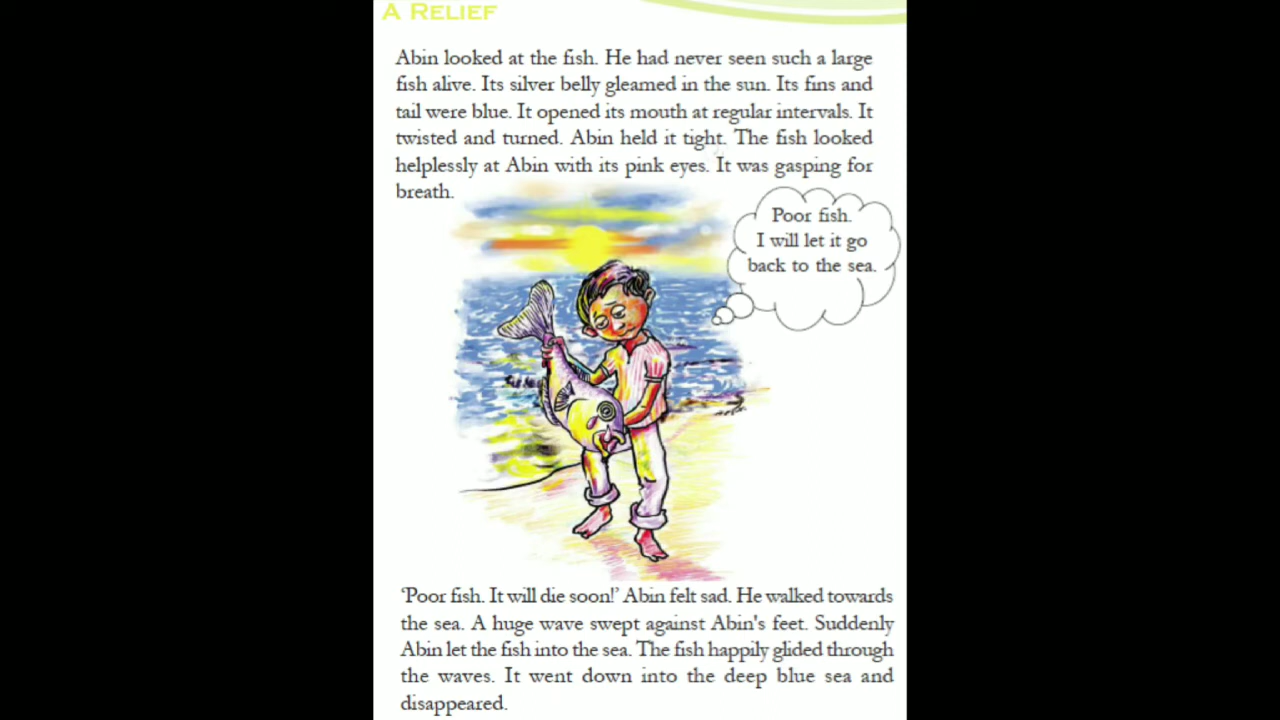 A RELIEF
Abin looked at the fish. He had never seen such a large
fish alive. Its silver belly gleamed in the sun. Its fins and
tail were blue. It opened its mouth at regular intervals. It
twisted and turned. Abin held it tight. The fish looked
helplessly at Abin with its pink eyes. It was gasping for
breath.
Poor fish.
I will let it go
back to the sea.
‘Poor fish. It will die soon!’ Abin felt sad. He walked towards
the sea. A huge wave swept against Abin's feet. Suddenly
Abin let the fish into the sea. The fish happily glided through
the waves. It went down into the deep blue sea and
disappeared.